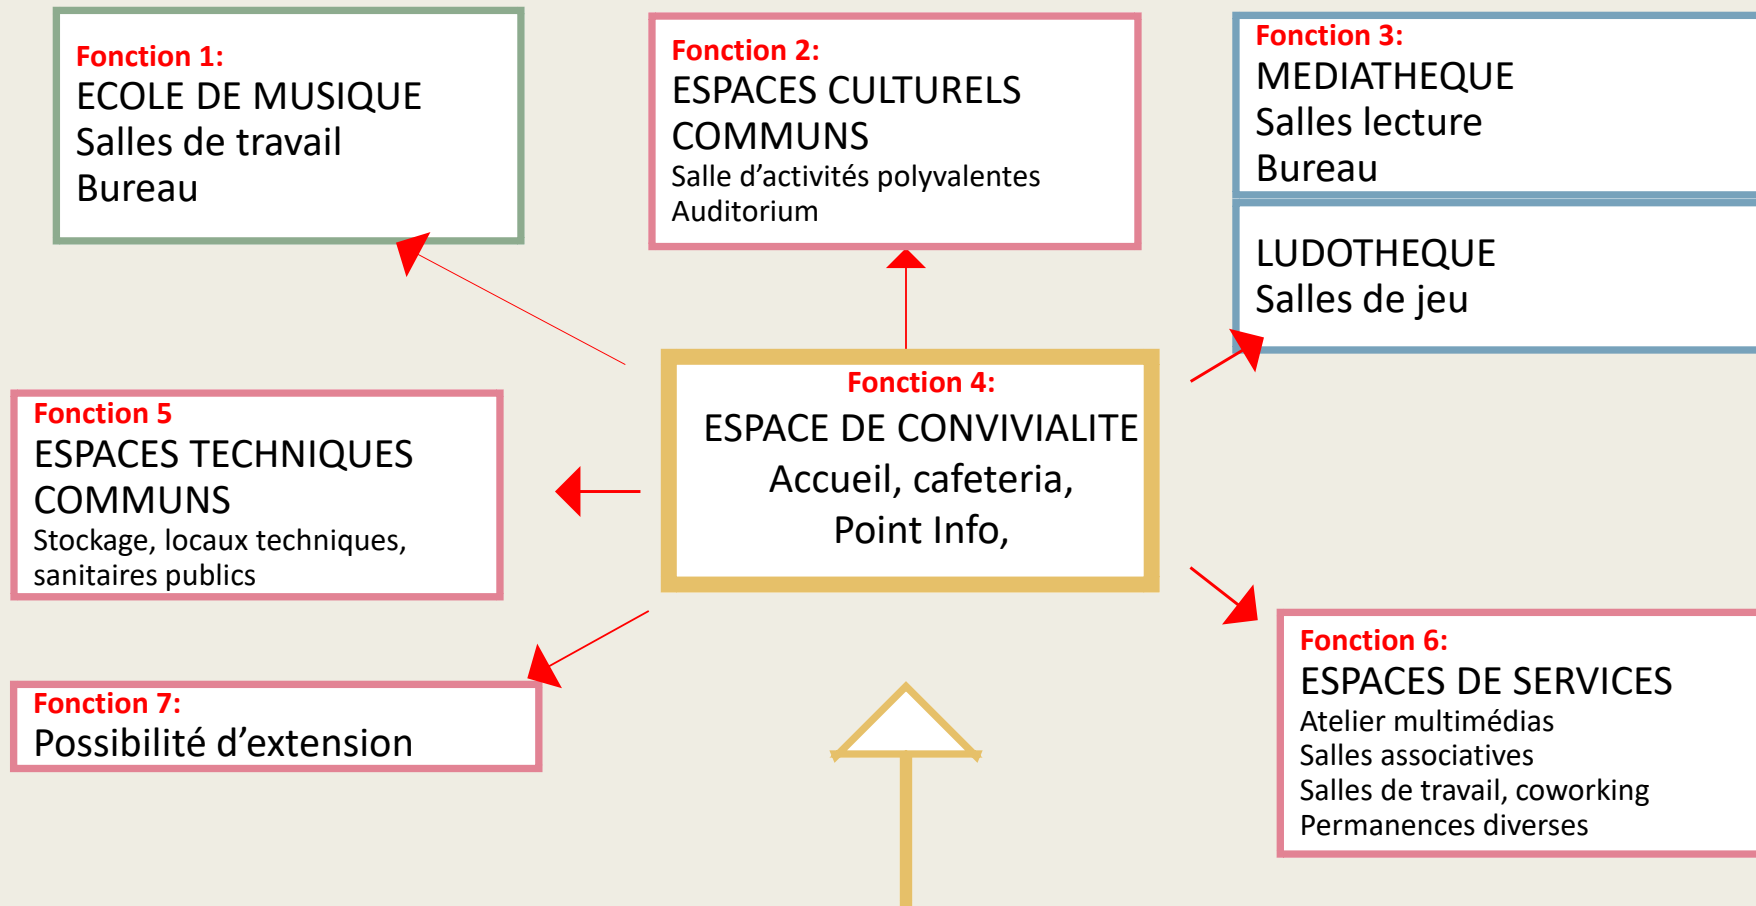 Fonction 1:
ECOLE DE MUSIQUE
Salles de travail
Bureau
Fonction 2:
ESPACES CULTURELS
COMMUNS
Salle d’activités polyvalentes
Auditorium
Fonction 3:
MEDIATHEQUE
Salles lecture
Bureau
LUDOTHEQUE
Salles de jeu
Fonction 4:
ESPACE DE CONVIVIALITE
Accueil, cafeteria,
Point Info,
Fonction 5
ESPACES TECHNIQUES
COMMUNS
Stockage, locaux techniques,
sanitaires publics
Fonction 6:
ESPACES DE SERVICES
Atelier multimédias
Salles associatives
Salles de travail, coworking
Permanences diverses
Fonction 7:
Possibilité d’extension